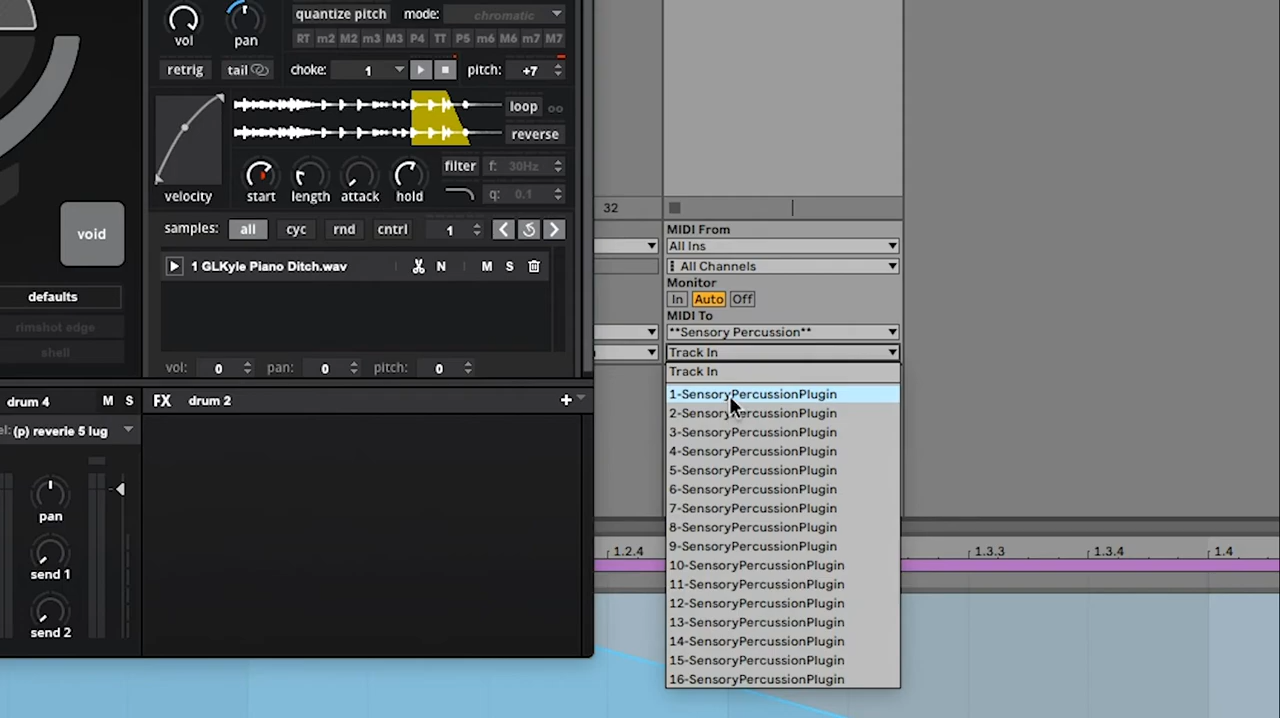 quantize pitch
mode:
chromatic
vol
pan
RT m2 M2 m3 M3 P4 TT P5 m6 M6 m7 M7
retrig
tail
choke:
1
pitch:
+7
loop
reverse
velocity
start
length
attack
hold
filter
f: 30Hz
q: 0.1
void
defaults
rimshot edge
shell
samples:
all
cyc
rnd
cntrl
1
1 GLKyle Piano Ditch.wav
N
M
S
vol:
0
pan:
0
pitch:
0
drum 4
M
S
FX
drum 2
+
el: (p) reverie 5 lug
pan
send 1
send 2
32
MIDI From
All Ins
All Channels
Monitor
In
Auto
Off
MIDI To
**Sensory Percussion**
Track In
Track In
1-SensoryPercussionPlugin
2-SensoryPercussionPlugin
3-SensoryPercussionPlugin
4-SensoryPercussionPlugin
5-SensoryPercussionPlugin
6-SensoryPercussionPlugin
7-SensoryPercussionPlugin
8-SensoryPercussionPlugin
9-SensoryPercussionPlugin
10-SensoryPercussionPlugin
11-SensoryPercussionPlugin
12-SensoryPercussionPlugin
13-SensoryPercussionPlugin
14-SensoryPercussionPlugin
15-SensoryPercussionPlugin
16-SensoryPercussionPlugin
1.2.4
1.3.3
1.3.4
1.4